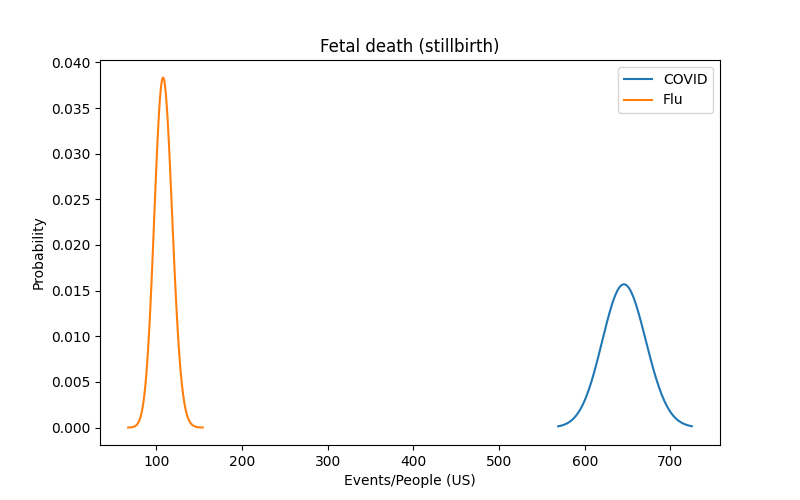 Fetal death (stillbirth)
0.040
0.035
0.030
0.025
0.020
0.015
0.010
0.005
0.000
Probability
COVID
Flu
100 200 300 400 500 600 700
Events/People (US)